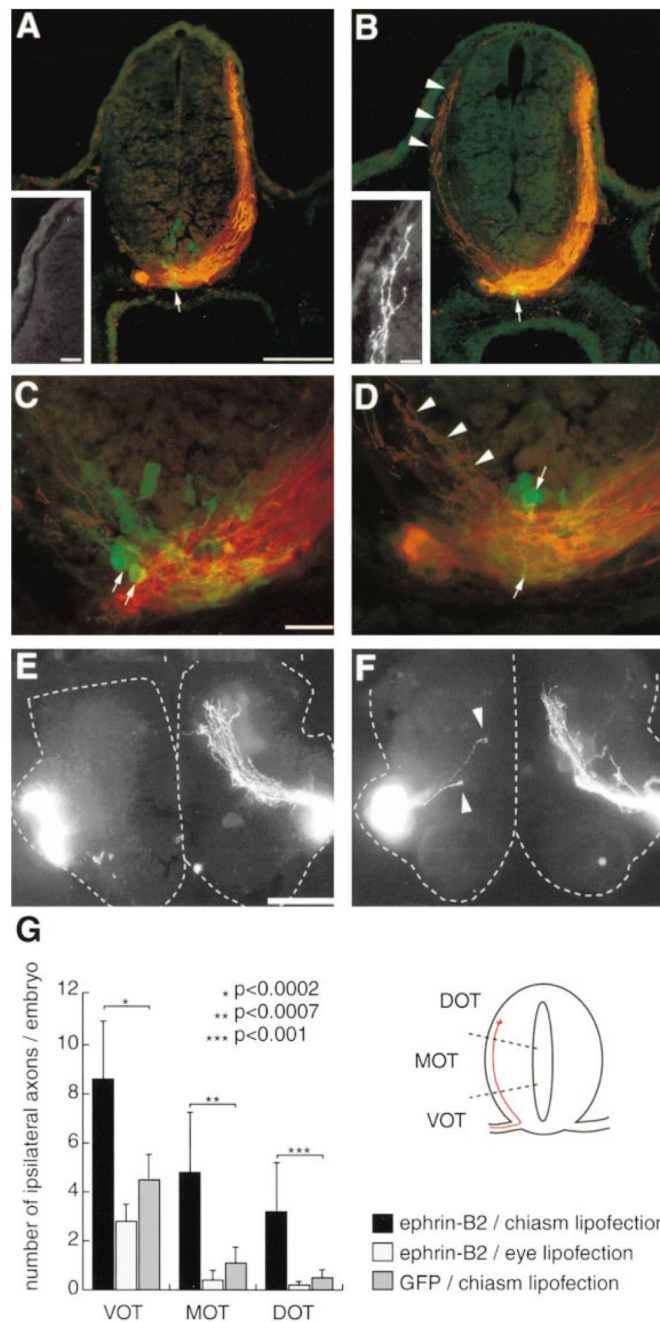 A
B
C
D
E
F
G
number of ipsilateral axons / embryo
12
10
8
6
4
2
0
* p<0.0002
** p<0.0007
*** p<0.001
*
**
***
VOT MOT DOT
DOT
MOT
VOT
ephrin-B2 / chiasm lipofection
ephrin-B2 / eye lipofection
GFP / chiasm lipofection